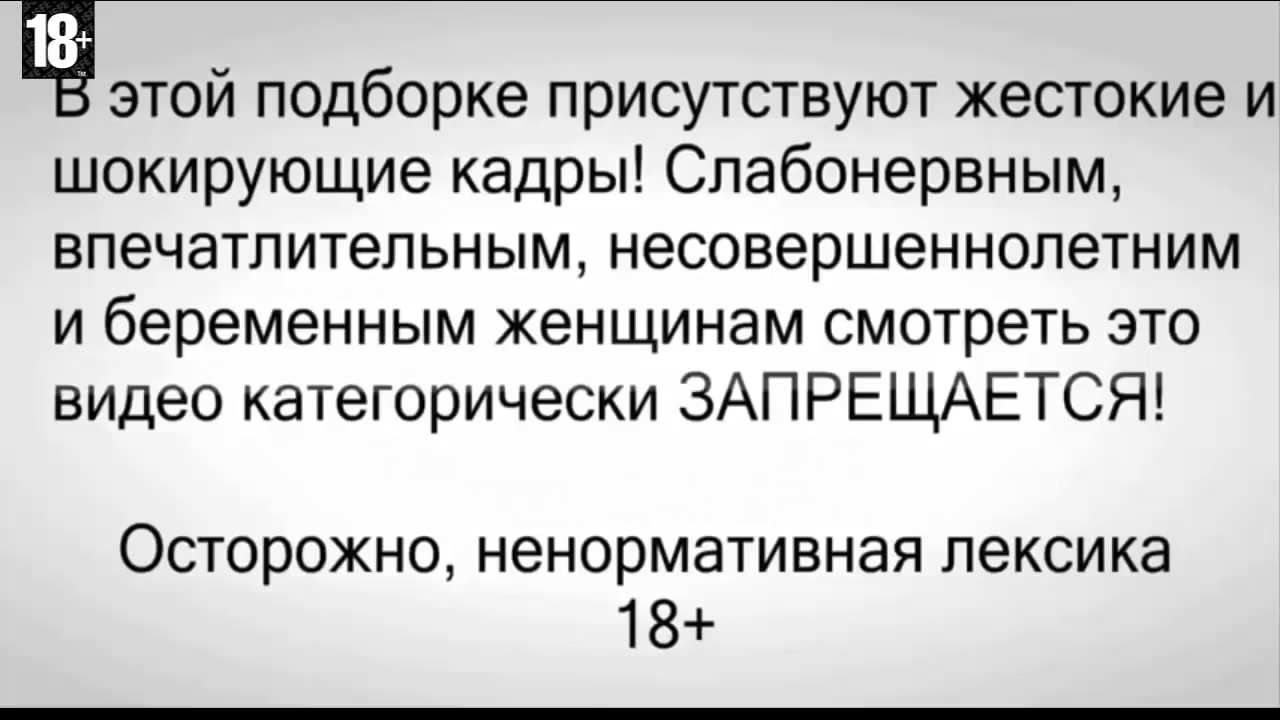 18+
В этой подборке присутствуют жестокие и
шокирующие кадры! Слабонервным,
впечатлительным, несовершеннолетним
и беременным женщинам смотреть это
видео категорически ЗАПРЕЩАЕТСЯ!
Осторожно, ненормативная лексика
18+